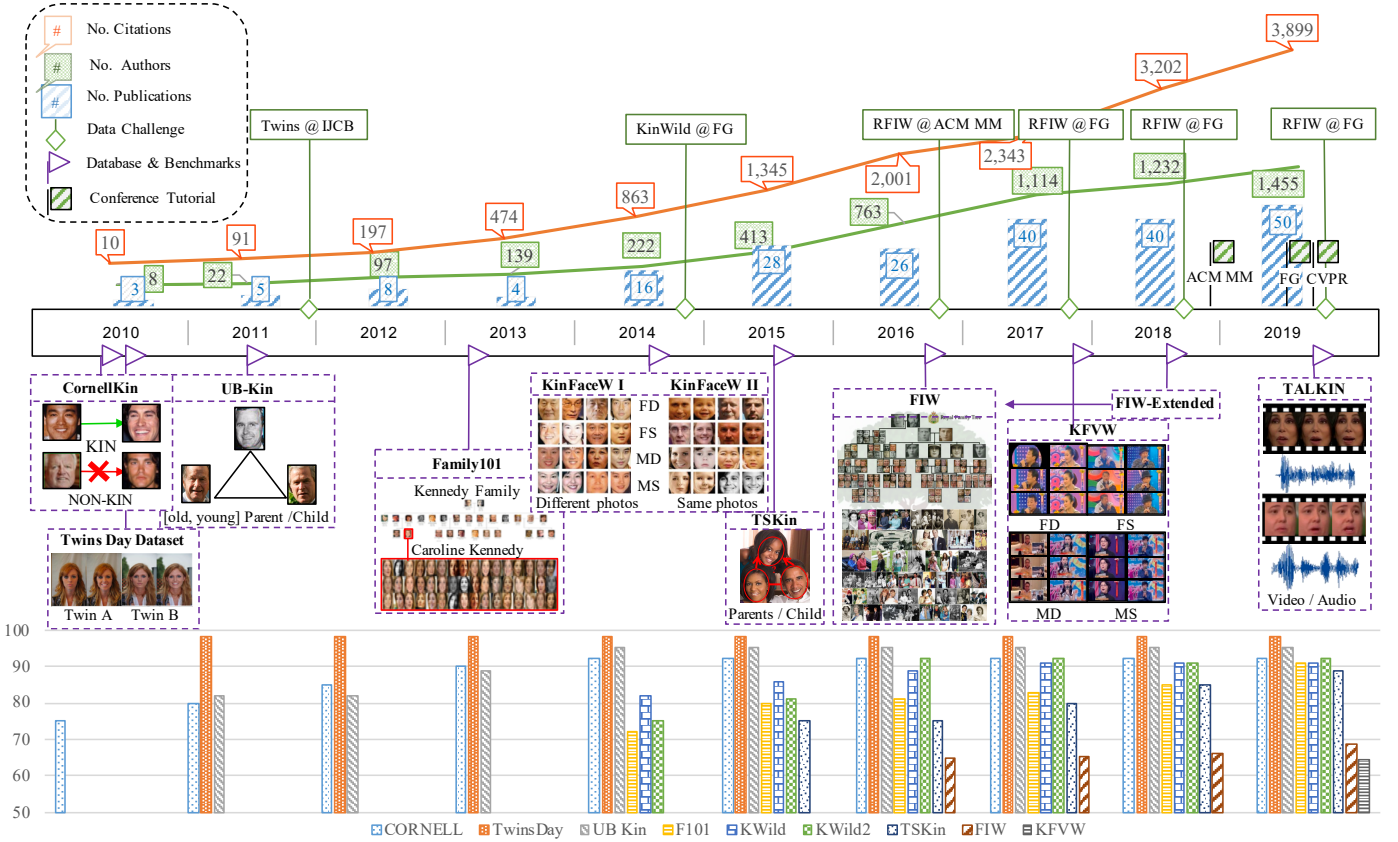 # No. Citations
# No. Authors
# No. Publications
Data Challenge
Database & Benchmarks
Conference Tutorial
10
91
197
474
863
1,345
2,001
2,343
3,202
3,899
Twins @ IJCB
KinWild @ FG
RFIW @ ACM MM
RFIW @ FG
RFIW @ FG
RFIW @ FG
8
22
97
139
222
413
763
1,114
1,232
1,455
3
5
8
4
16
28
26
40
40
50
ACM MM
FG
CVPR
2010
2011
2012
2013
2014
2015
2016
2017
2018
2019
CornellKin
KIN
NON-KIN
UB-Kin
[old, young] Parent /Child
Twins Day Dataset
Twin A
Twin B
Family101
Kennedy Family
Caroline Kennedy
KinFaceW I
KinFaceW II
FD
FS
MD
MS
Different photos
Same photos
TSKin
Parents / Child
FIW
FIW-Extended
KFVW
FD
FS
MD
MS
TALKIN
Video / Audio
100
90
80
70
60
50
CORNELL
TwinsDay
UB Kin
F101
KWild
KWild2
TSKin
FIW
KFVW